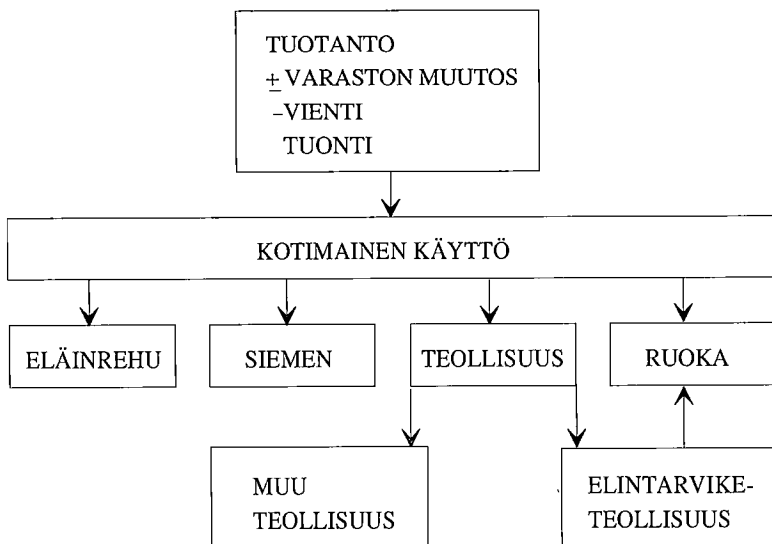 TUOTANTO
± VARASTON MUUTOS
–VIENTI
TUONTI
KOTIMAINEN KÄYTTÖ
ELÄINREHU
SIEMEN
TEOLLISUUS
RUOKA
MUU
TEOLLISUUS
ELINTARVIKE-
TEOLLISUUS